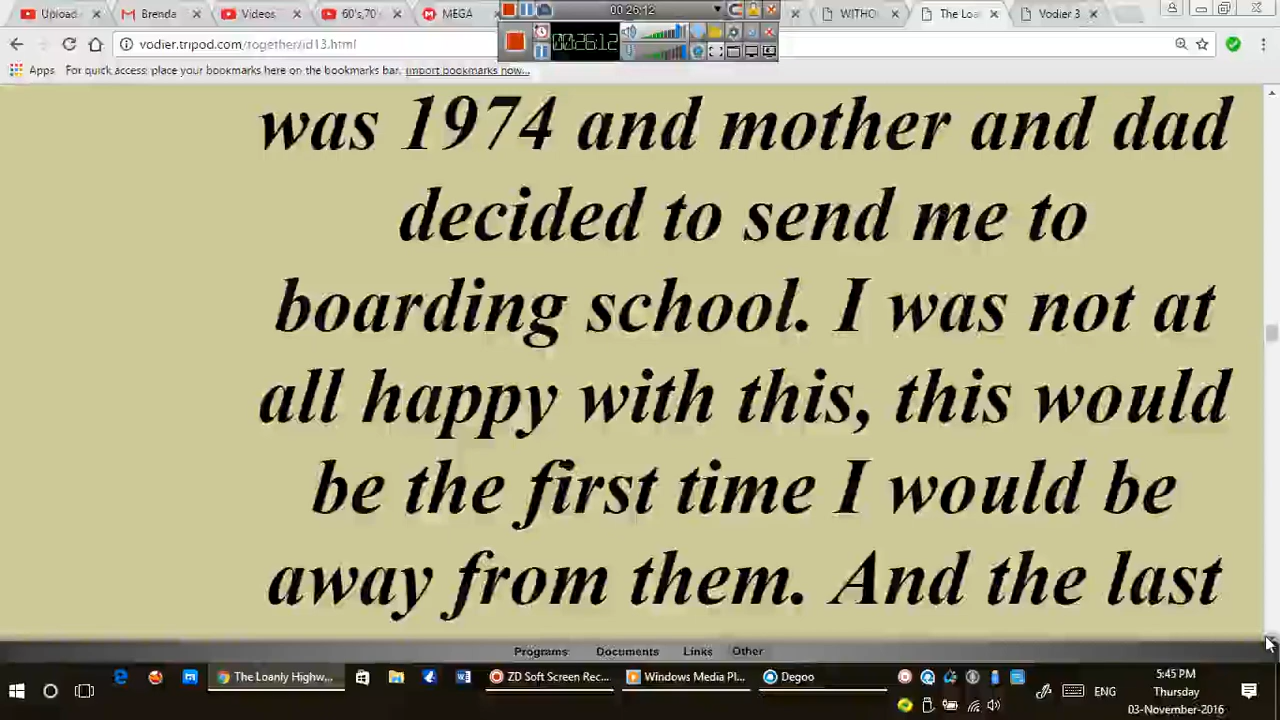 Upload
Brenda
Videos
60's,70'
MEGA
00:26:12
WITHO
The Lo
Vodier 3
00:26:12
vodier.tripod.com/together/id13.html
Apps For quick access, place your bookmarks here on the bookmarks bar. Import bookmarks now...
was 1974 and mother and dad
decided to send me to
boarding school. I was not at
all happy with this, this would
be the first time I would be
away from them. And the last
Programs Documents Links Other
The Loanly Highw...
ZD Soft Screen Rec...
Windows Media Pl...
Degoo
ENG
5:45 PM
Thursday
03-November-2016